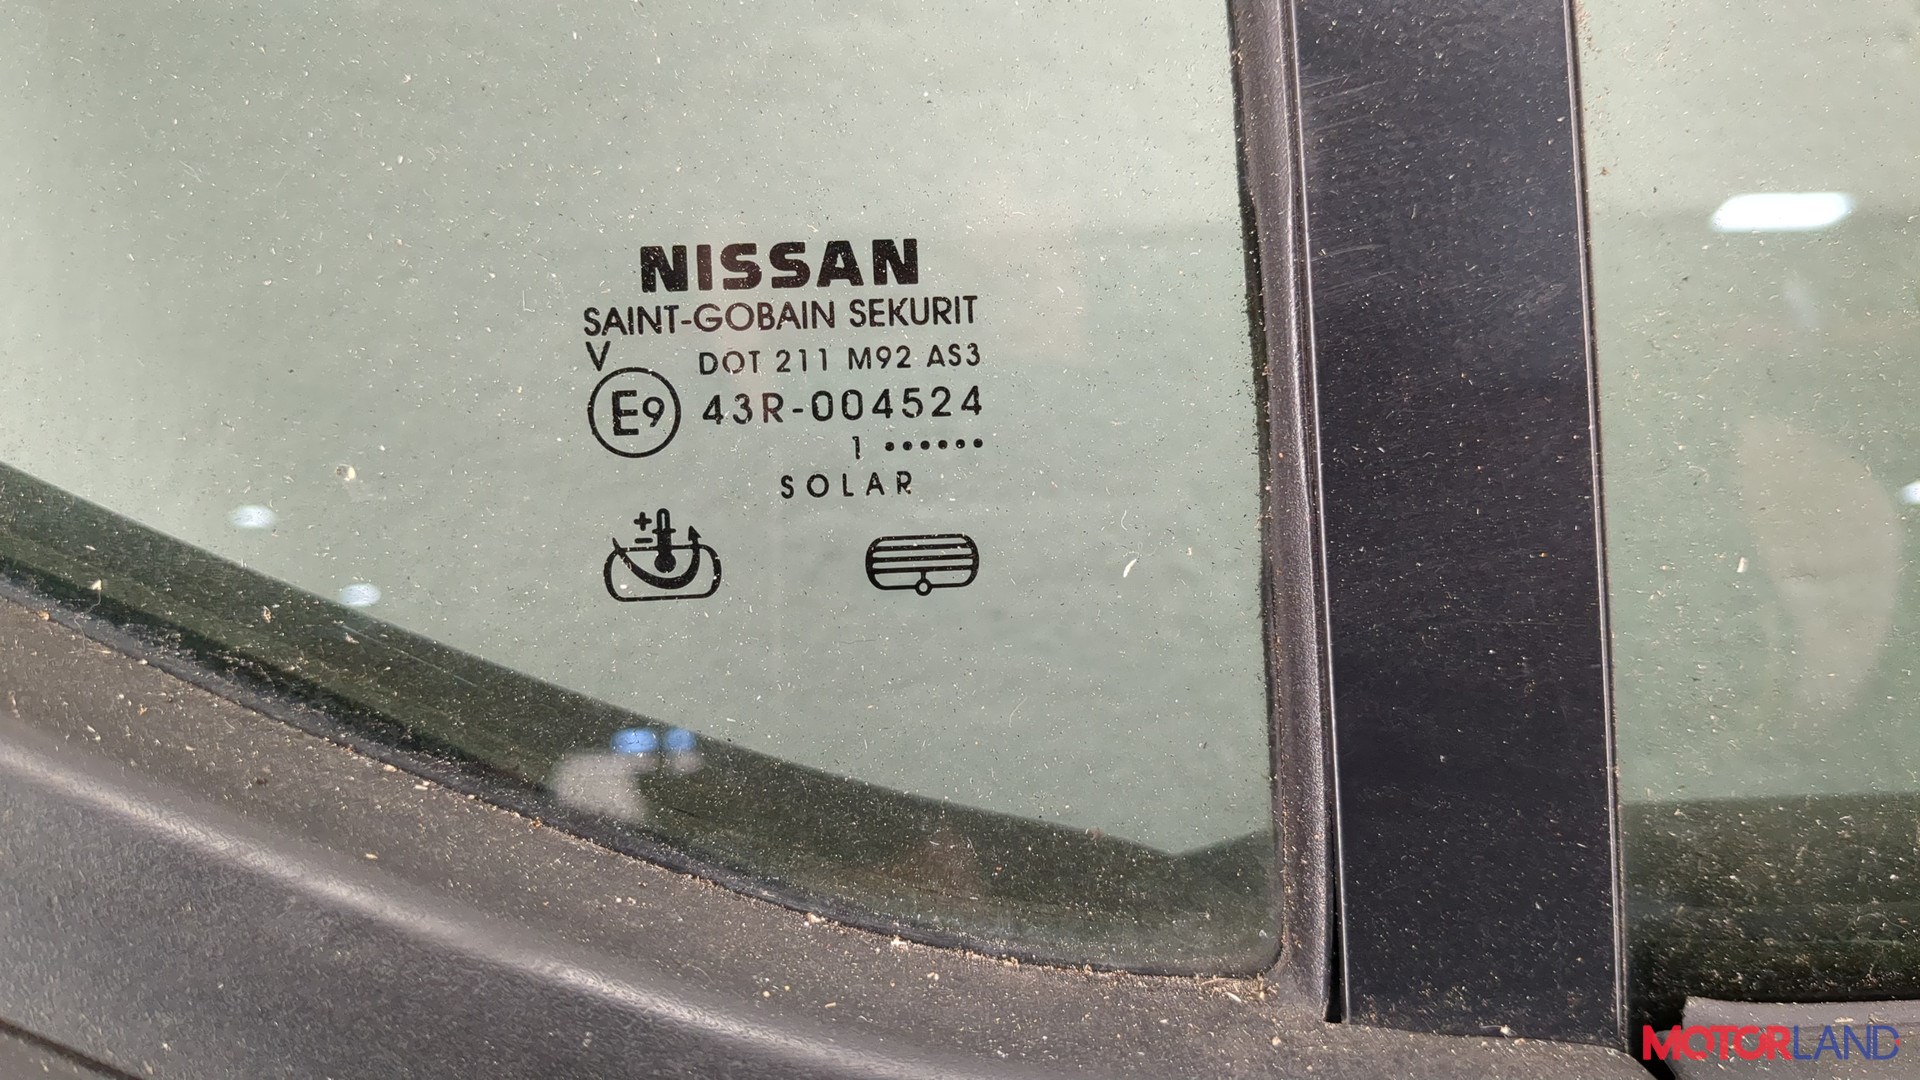 NISSAN
SAINT-GOBAIN SEKURIT
V
DOT 211 M92 AS3
E9 43R-004524
1 ••••••
SOLAR
+
−
MOTORLAND